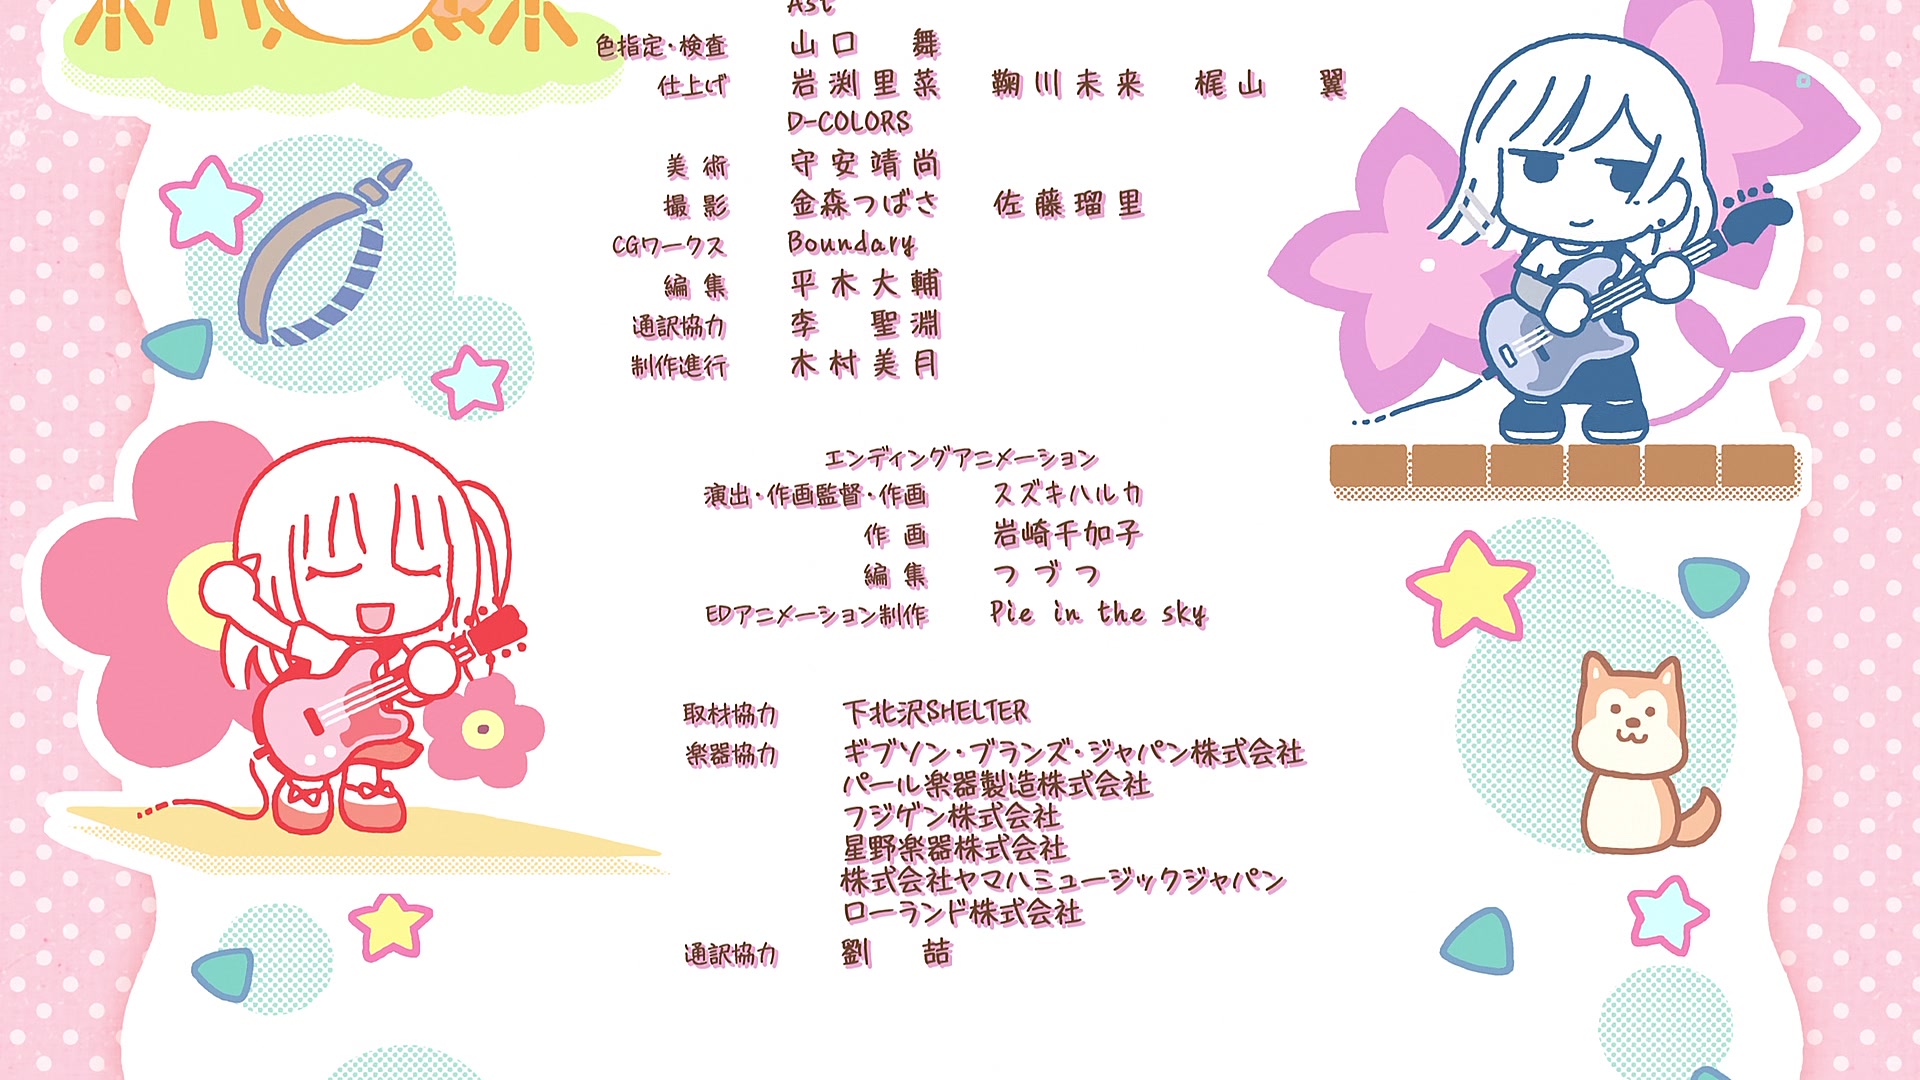 Ast
色指定・検査 山口 舞
仕上げ 岩渕里菜 鞠川未来 梶山 翼
D-COLORS
美術 守安靖尚
撮影 金森つばさ 佐藤瑠里
CGワークス Boundary
編集 平木大輔
通訳協力 李 聖淵
制作進行 木村美月
エンディングアニメーション
演出・作画監督・作画 スズキハルカ
作画 岩崎千加子
編集 つづつ
EDアニメーション制作 Pie in the sky
取材協力 下北沢SHELTER
楽器協力 ギブソン・ブランズ・ジャパン株式会社
パール楽器製造株式会社
フジゲン株式会社
星野楽器株式会社
株式会社ヤマハミュージックジャパン
ローランド株式会社
通訳協力 劉 喆